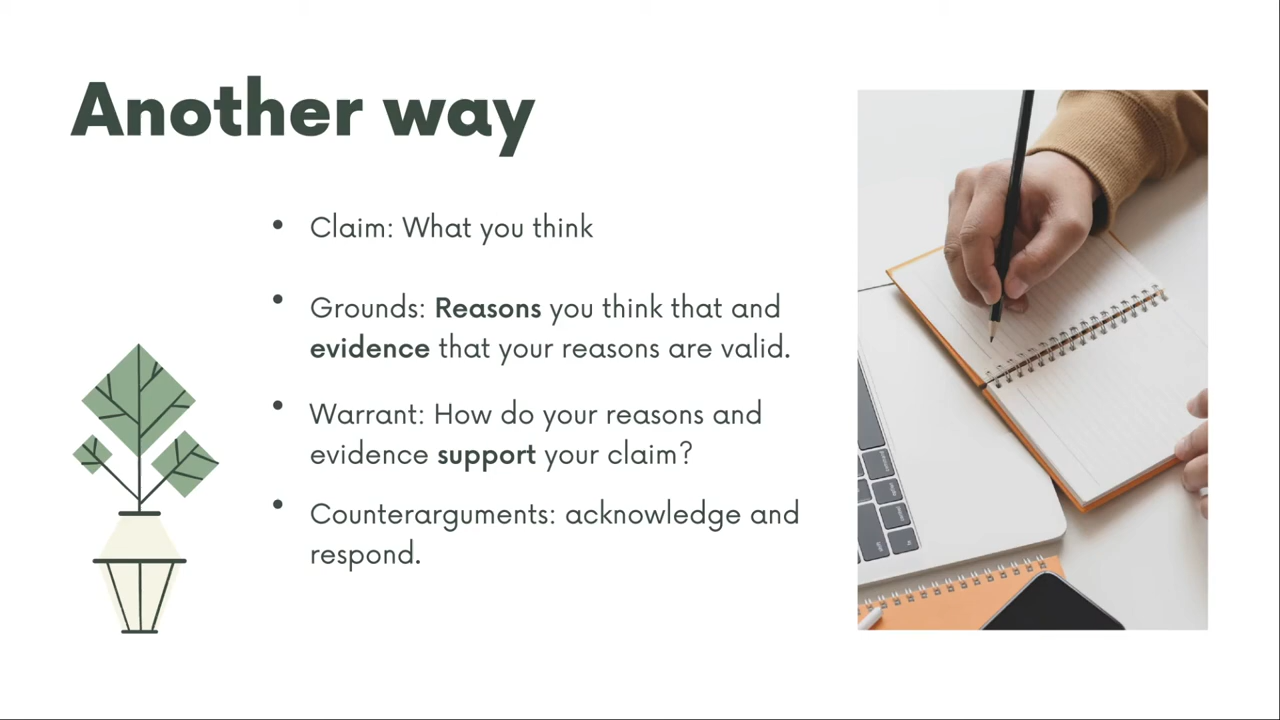 Another way
• Claim: What you think
• Grounds: Reasons you think that and
evidence that your reasons are valid.
• Warrant: How do your reasons and
evidence support your claim?
• Counterarguments: acknowledge and
respond.